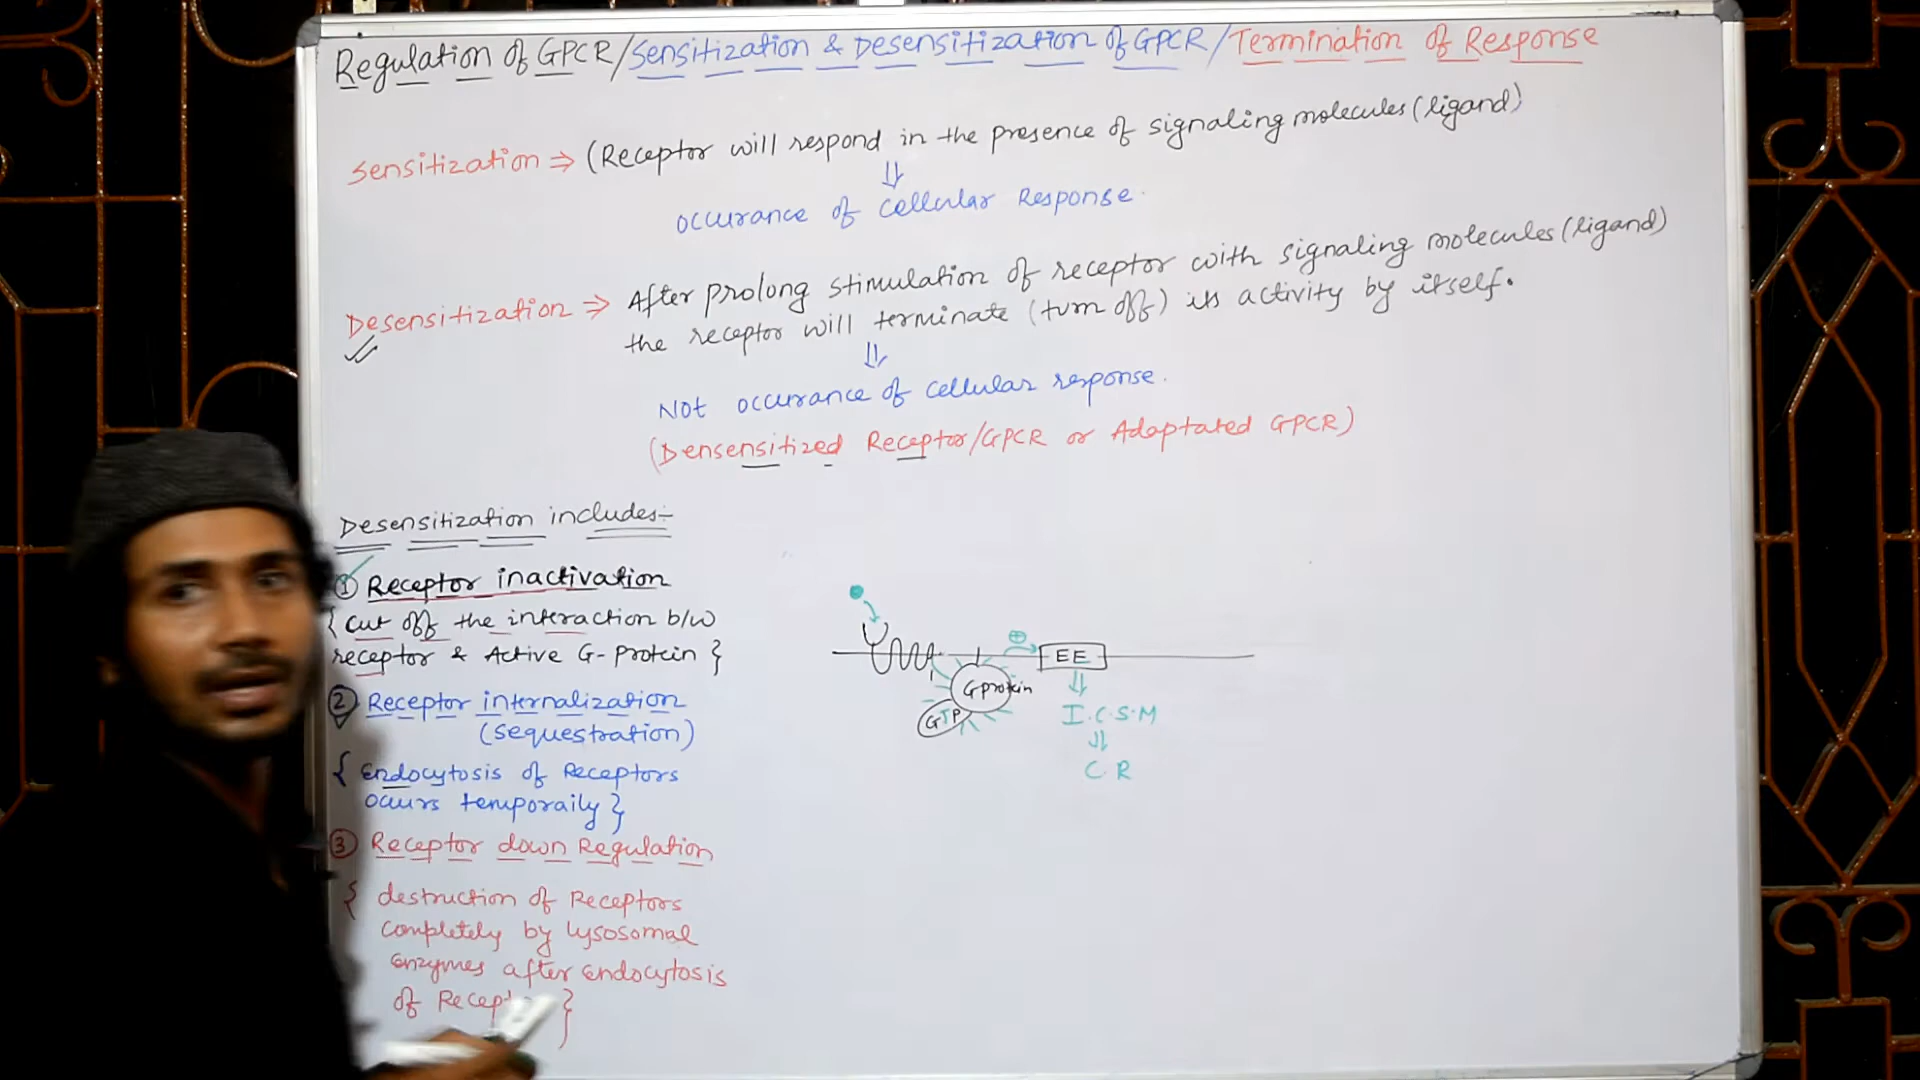 Regulation of GPCR/Sensitization & Desensitization of GPCR/Termination of Response
Sensitization ⇒ (Receptor will respond in the presence of signaling molecules (ligand)
⇓
occurance of cellular Response.
Desensitization ⇒ After prolong stimulation of receptor with signaling molecules (ligand)
the receptor will terminate (turn off) its activity by itself.
⇓
Not occurance of cellular response.
(Densensitized Receptor/GPCR or Adaptated GPCR)
Desensitization includes:-
① Receptor inactivation
{ cut off the interaction b/w
receptor & Active G-protein }
② Receptor internalization
(sequestration)
{ Endocytosis of Receptors
occurs temporaily }
③ Receptor down Regulation
{ destruction of Receptors
completely by lysosomal
enzymes after endocytosis
of Recep }
⊕
EE
G protein
GTP
⇓
I.C.S.M
⇓
C.R